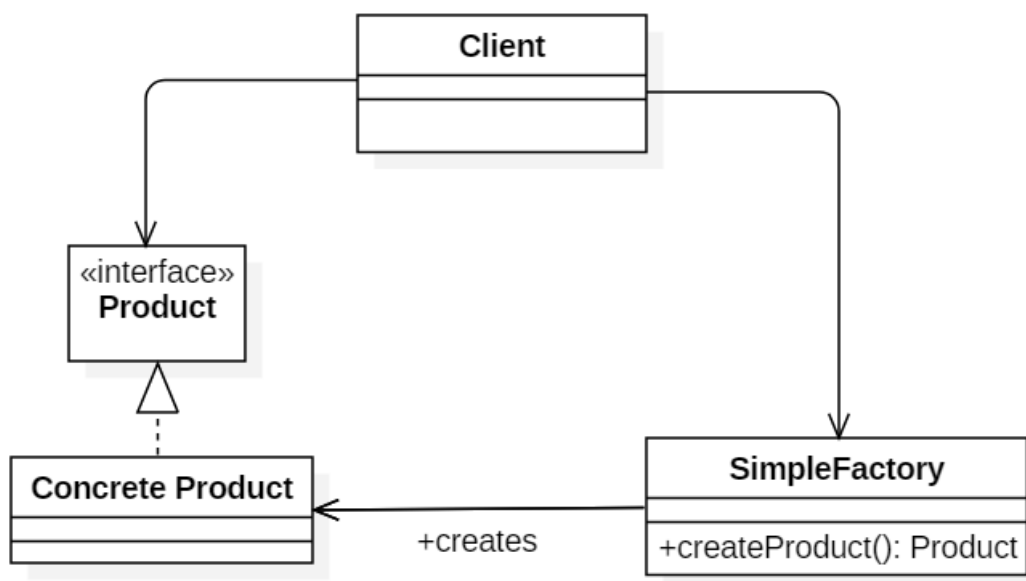 Client
«interface»
Product
Concrete Product
SimpleFactory
+creates
+createProduct(): Product